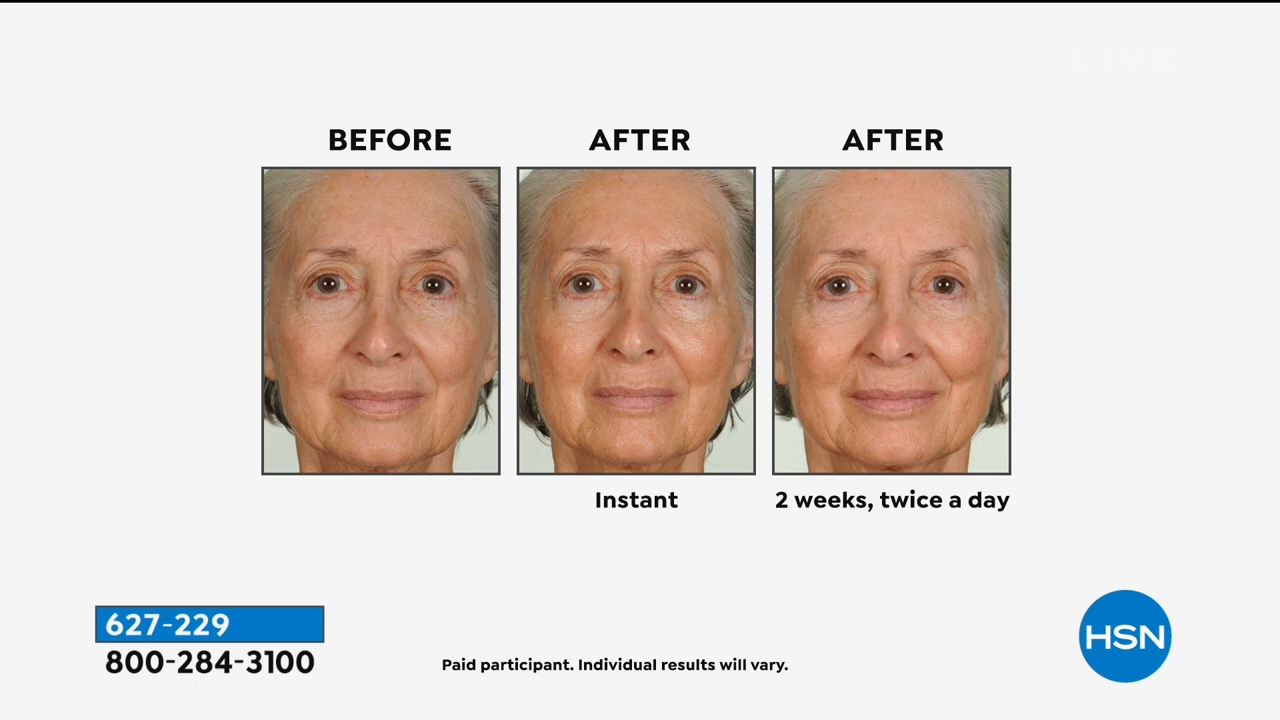 LIVE
BEFORE
AFTER
AFTER
Instant
2 weeks, twice a day
627-229
800-284-3100
Paid participant. Individual results will vary.
HSN